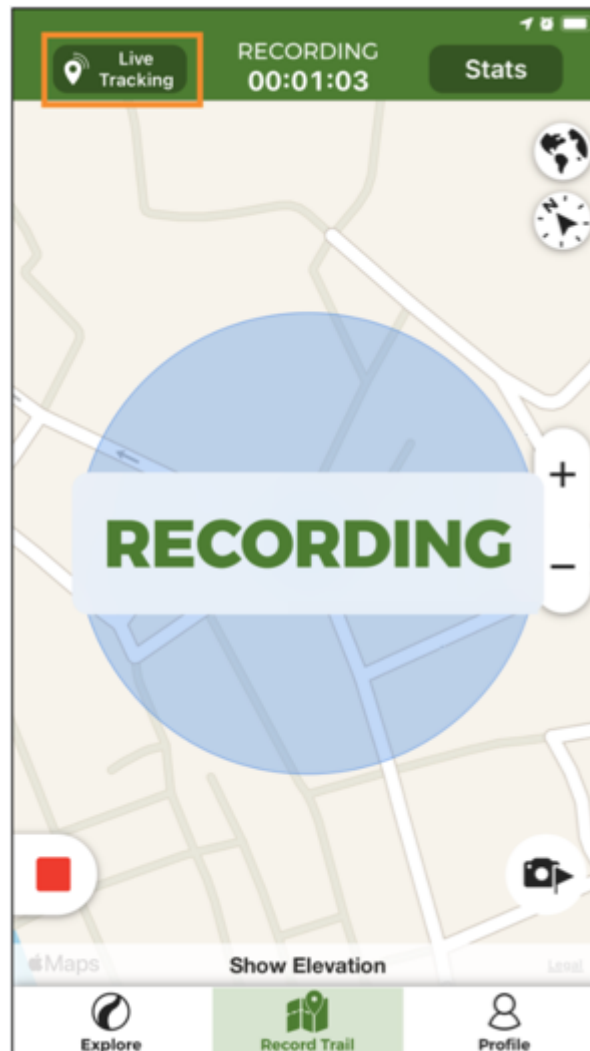 Live
Tracking
RECORDING
00:01:03
Stats
N
+
RECORDING
−
Maps
Show Elevation
Legal
Explore
Record Trail
Profile